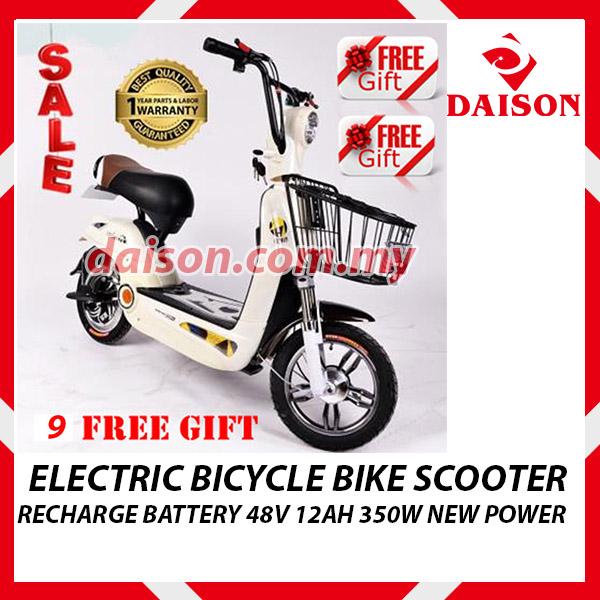 SALE
BEST QUALITY
1 YEAR PARTS & LABOR
WARRANTY
GUARANTEED
FREE
Gift
FREE
Gift
DAISON
daison.com.my
9 FREE GIFT
ELECTRIC BICYCLE BIKE SCOOTER
RECHARGE BATTERY 48V 12AH 350W NEW POWER